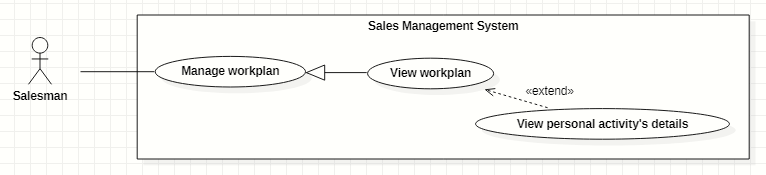 Sales Management System
Salesman
Manage workplan
View workplan
«extend»
View personal activity's details